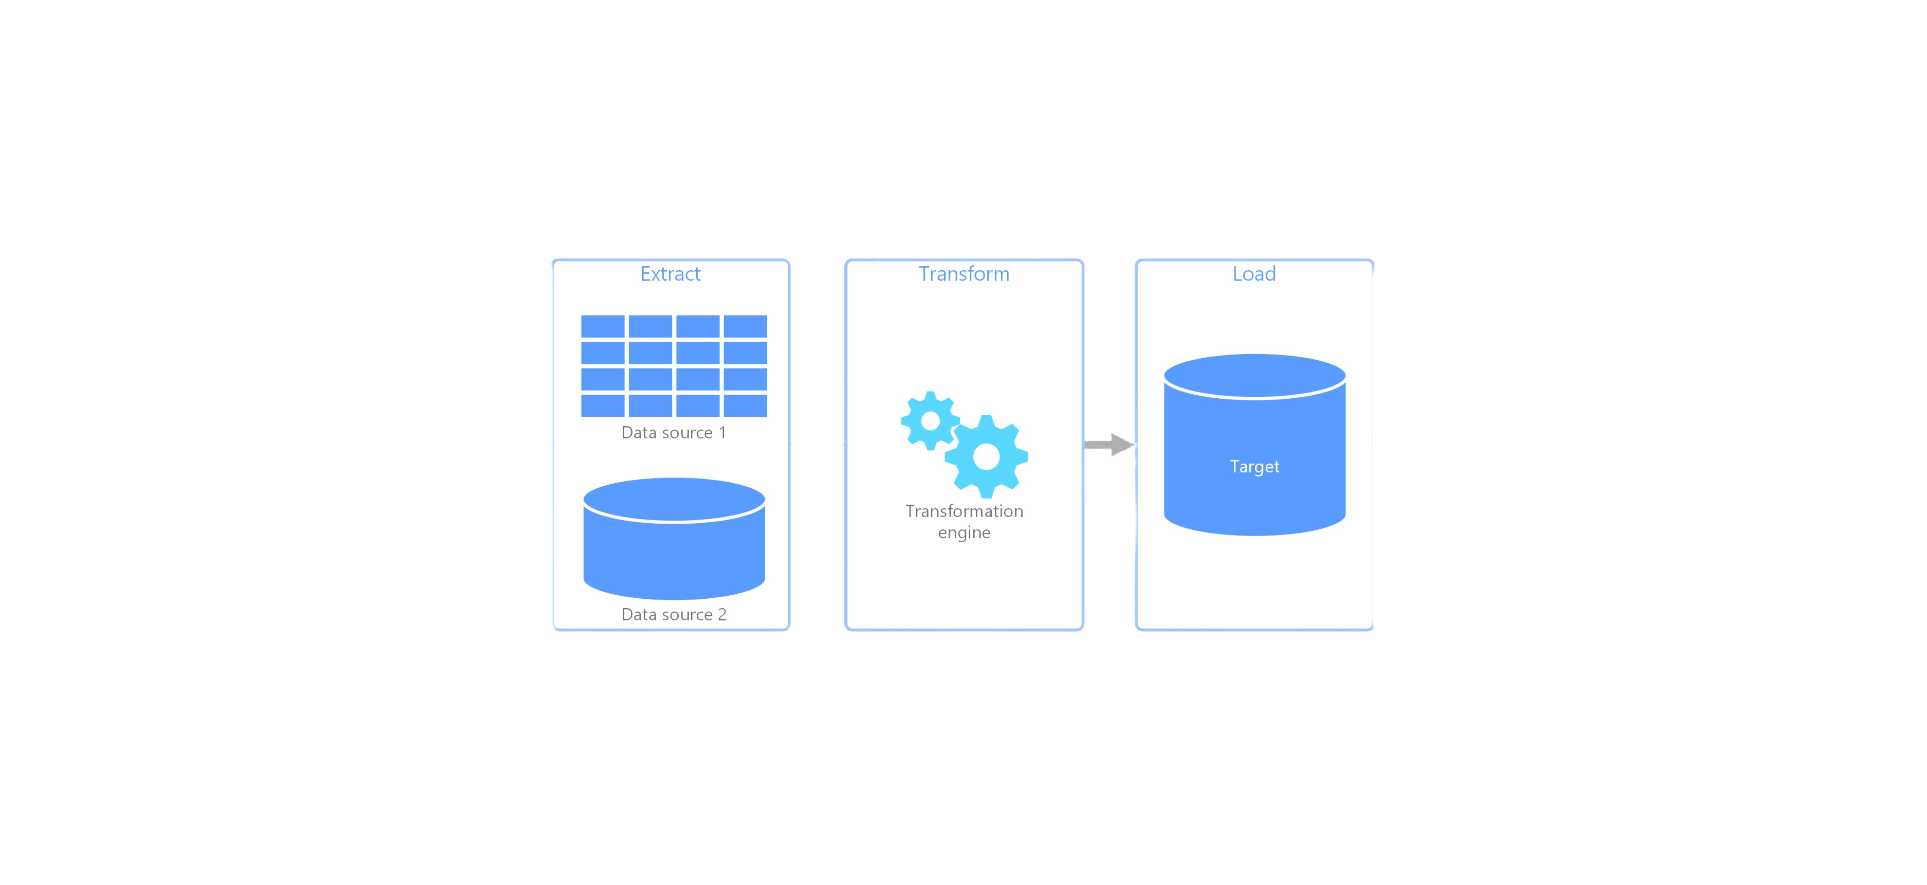 Extract
Data source 1
Data source 2
Transform
Transformation
engine
Load
Target